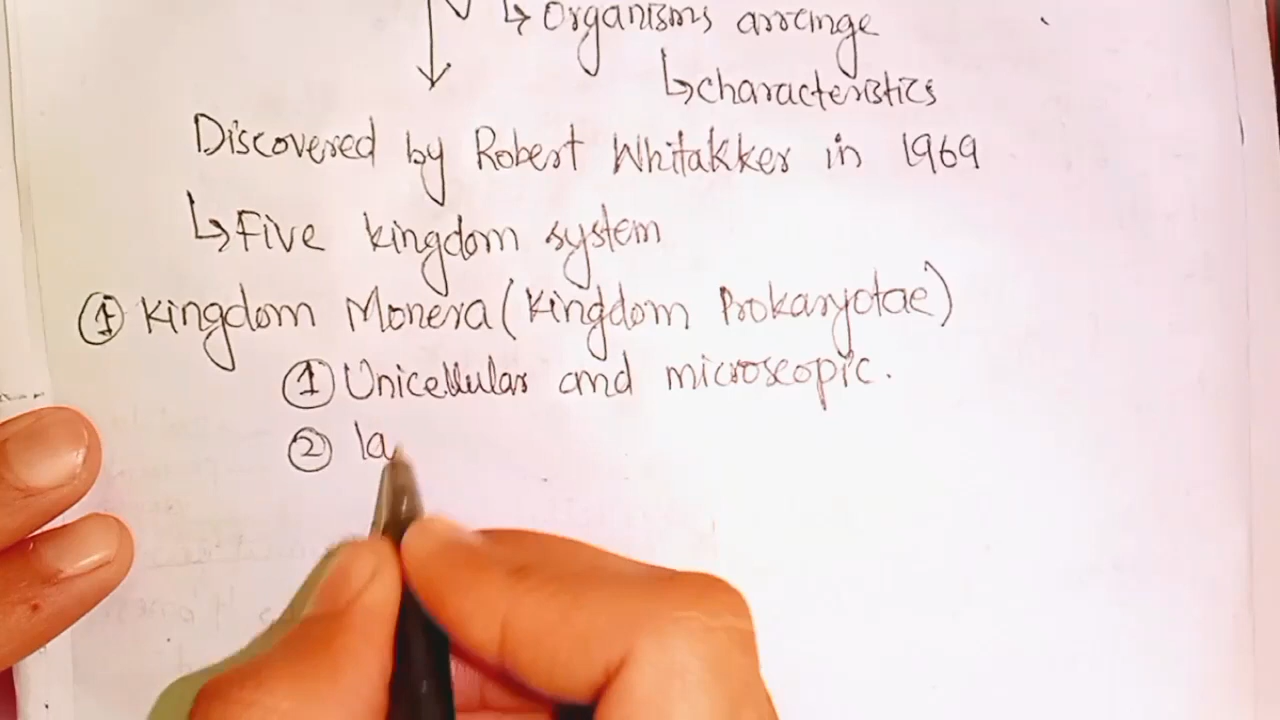 ↳ Organisms arrange
↳characteristics
Discovered by Robert Whitakker in 1969
↳Five kingdom system
① Kingdom Monera (Kingdom Prokaryotae)
① Unicellular and microscopic.
② la